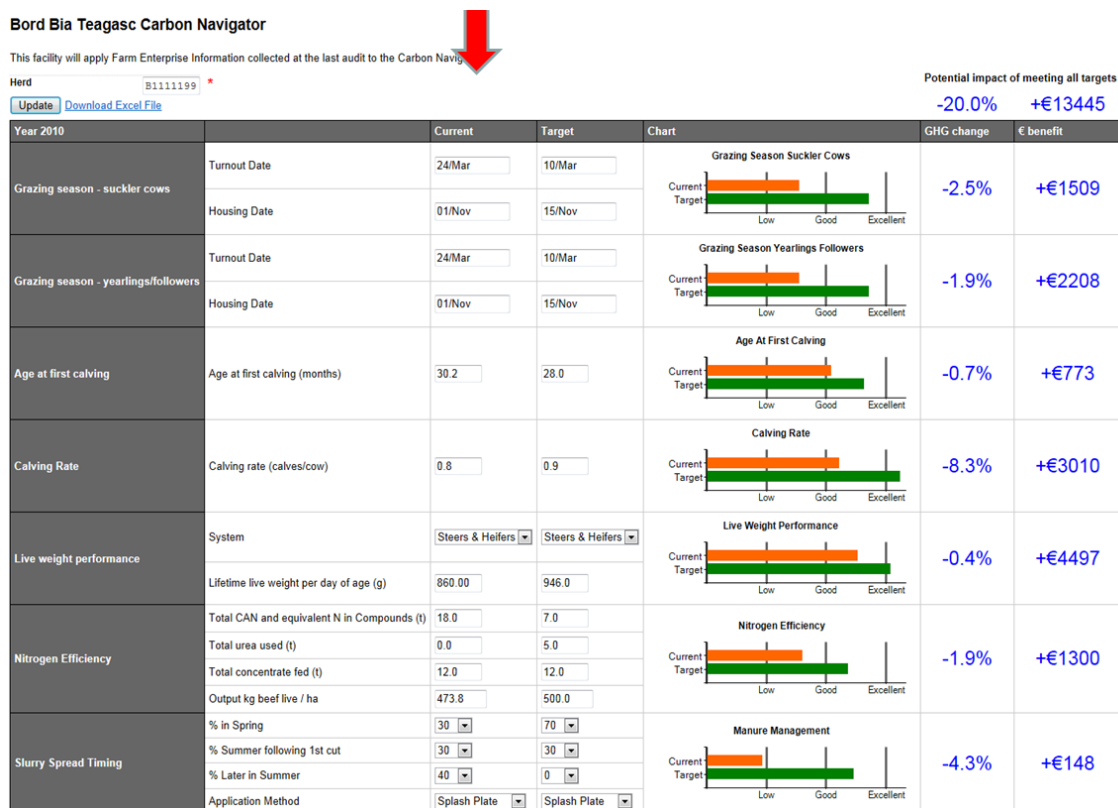 Bord Bia Teagasc Carbon Navigator
This facility will apply Farm Enterprise Information collected at the last audit to the Carbon
Herd B1111199 *
Potential impact of meeting all targets
Update Download Excel File
-20.0% +€13445
Year 2010 Current Target Chart GHG change € benefit
Grazing season - suckler cows
Turnout Date 24/Mar 10/Mar
Housing Date 01/Nov 15/Nov
Grazing Season Suckler Cows
Current
Target
Low Good Excellent
-2.5% +€1509
Grazing season - yearlings/followers
Turnout Date 24/Mar 10/Mar
Housing Date 01/Nov 15/Nov
Grazing Season Yearlings Followers
Current
Target
Low Good Excellent
-1.9% +€2208
Age at first calving
Age at first calving (months) 30.2 28.0
Age At First Calving
Current
Target
Low Good Excellent
-0.7% +€773
Calving Rate
Calving rate (calves/cow) 0.8 0.9
Calving Rate
Current
Target
Low Good Excellent
-8.3% +€3010
Live weight performance
System Steers & Heifers Steers & Heifers
Lifetime live weight per day of age (g) 860.00 946.0
Live Weight Performance
Current
Target
Low Good Excellent
-0.4% +€4497
Nitrogen Efficiency
Total CAN and equivalent N in Compounds (t) 18.0 7.0
Total urea used (t) 0.0 5.0
Total concentrate fed (t) 12.0 12.0
Output kg beef live / ha 473.8 500.0
Nitrogen Efficiency
Current
Target
Low Good Excellent
-1.9% +€1300
Slurry Spread Timing
% in Spring 30 70
% Summer following 1st cut 30 30
% Later in Summer 40 0
Application Method Splash Plate Splash Plate
Manure Management
Current
Target
Low Good Excellent
-4.3% +€148